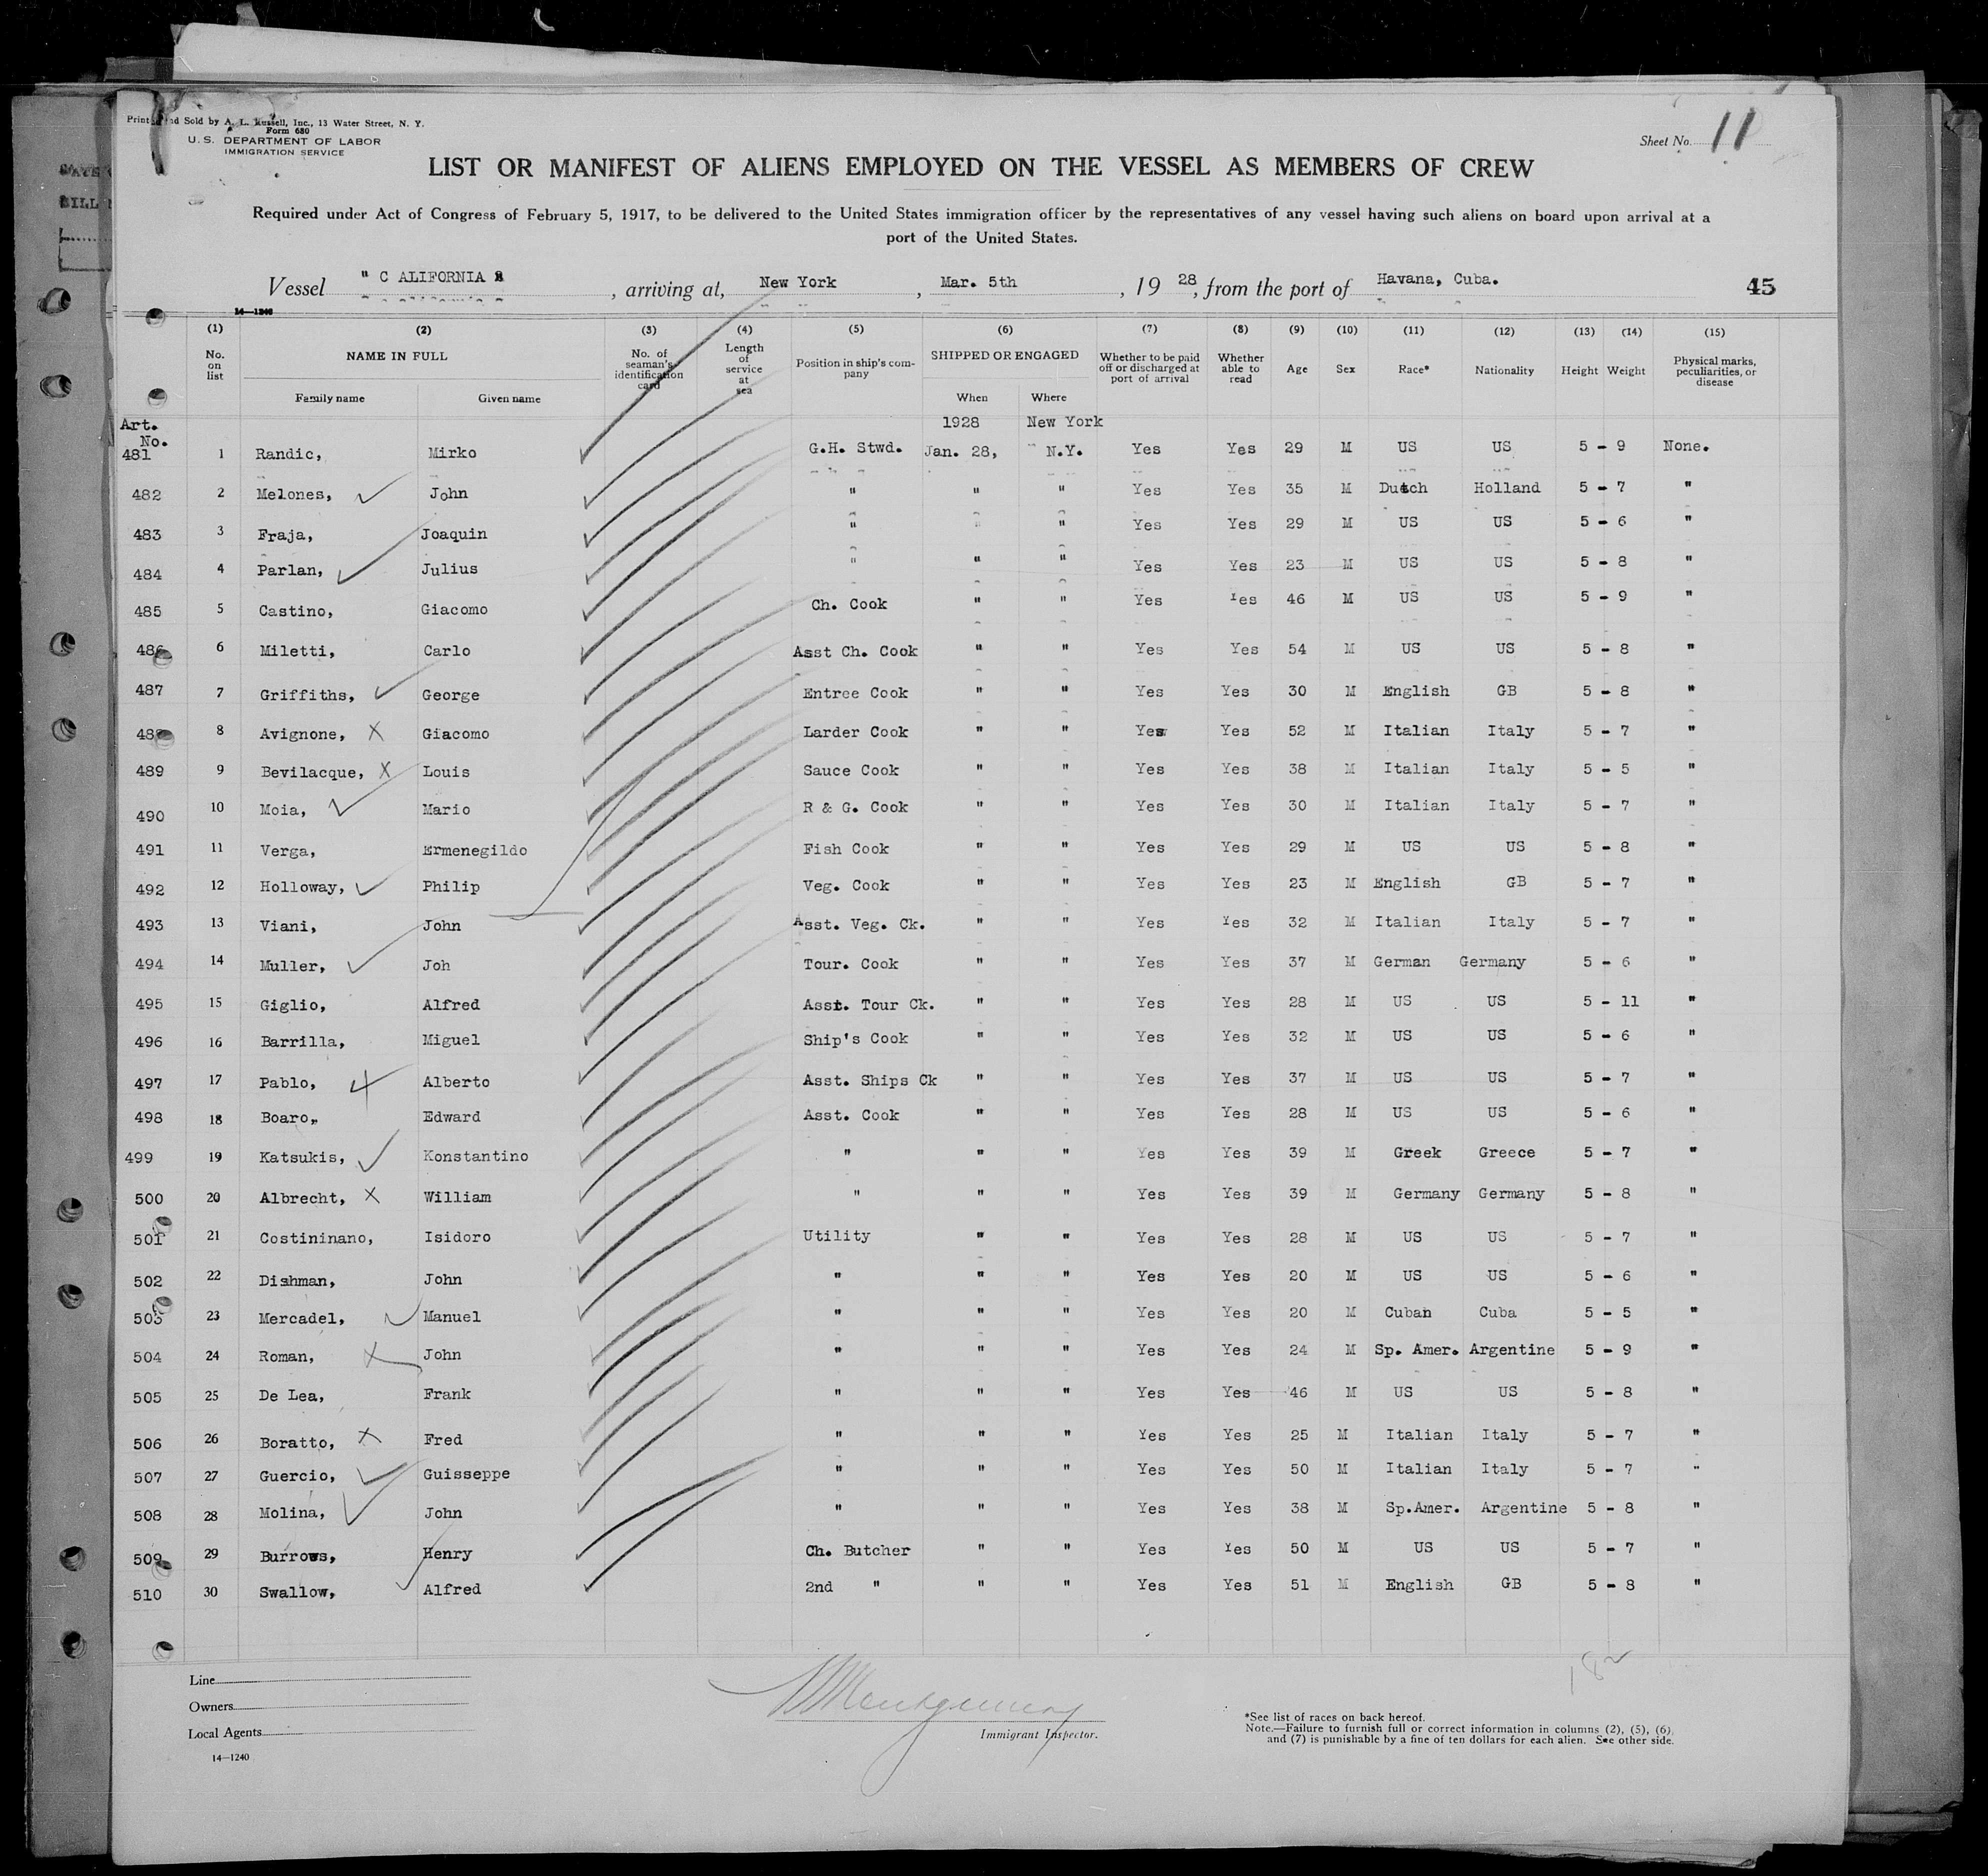 Sold by A. L. Russell, Inc., 13 Water Street, N. Y.
Form 680
U. S. DEPARTMENT OF LABOR
IMMIGRATION SERVICE
Sheet No. 11
LIST OR MANIFEST OF ALIENS EMPLOYED ON THE VESSEL AS MEMBERS OF CREW
Required under Act of Congress of February 5, 1917, to be delivered to the United States immigration officer by the representatives of any vessel having such aliens on board upon arrival at a
port of the United States.
Vessel " C ALIFORNIA " , arriving at, New York , Mar. 5th , 19 28, from the port of Havana, Cuba. 45
14—1240
(1) (2) (3) (4) (5) (6) (7) (8) (9) (10) (11) (12) (13) (14) (15)
No. on list NAME IN FULL No. of seaman's identification card Length of service at sea Position in ship's company SHIPPED OR ENGAGED Whether to be paid off or discharged at port of arrival Whether able to read Age Sex Race* Nationality Height Weight Physical marks, peculiarities, or disease
Family name Given name When Where
Art. No. 1928 New York
481 1 Randic, Mirko G.H. Stwd. Jan. 28, " N.Y. Yes Yes 29 M US US 5 - 9 None.
482 2 Melones, John " " " Yes Yes 35 M Dutch Holland 5 - 7 "
483 3 Fraja, Joaquin " " " Yes Yes 29 M US US 5 - 6 "
484 4 Parlan, Julius " " " Yes Yes 23 M US US 5 - 8 "
485 5 Castino, Giacomo Ch. Cook " " Yes Yes 46 M US US 5 - 9 "
486 6 Miletti, Carlo Asst Ch. Cook " " Yes Yes 54 M US US 5 - 8 "
487 7 Griffiths, George Entree Cook " " Yes Yes 30 M English GB 5 - 8 "
488 8 Avignone, X Giacomo Larder Cook " " Yes Yes 52 M Italian Italy 5 - 7 "
489 9 Bevilacque, X Louis Sauce Cook " " Yes Yes 38 M Italian Italy 5 - 5 "
490 10 Moia, Mario R & G. Cook " " Yes Yes 30 M Italian Italy 5 - 7 "
491 11 Verga, Ermenegildo Fish Cook " " Yes Yes 29 M US US 5 - 8 "
492 12 Holloway, Philip Veg. Cook " " Yes Yes 23 M English GB 5 - 7 "
493 13 Viani, John Asst. Veg. Ck. " " Yes Yes 32 M Italian Italy 5 - 7 "
494 14 Muller, Joh Tour. Cook " " Yes Yes 37 M German Germany 5 - 6 "
495 15 Giglio, Alfred Asst. Tour Ck. " " Yes Yes 28 M US US 5 - 11 "
496 16 Barrilla, Miguel Ship's Cook " " Yes Yes 32 M US US 5 - 6 "
497 17 Pablo, Alberto Asst. Ships Ck " " Yes Yes 37 M US US 5 - 7 "
498 18 Boaro,, Edward Asst. Cook " " Yes Yes 28 M US US 5 - 6 "
499 19 Katsukis, Konstantino " " " Yes Yes 39 M Greek Greece 5 - 7 "
500 20 Albrecht, X William " " " Yes Yes 39 M Germany Germany 5 - 8 "
501 21 Costininano, Isidoro Utility " " Yes Yes 28 M US US 5 - 7 "
502 22 Dishman, John " " " Yes Yes 20 M US US 5 - 6 "
503 23 Mercadel, Manuel " " " Yes Yes 20 M Cuban Cuba 5 - 5 "
504 24 Roman, X John " " " Yes Yes 24 M Sp. Amer. Argentine 5 - 9 "
505 25 De Lea, Frank " " " Yes Yes 46 M US US 5 - 8 "
506 26 Boratto, X Fred " " " Yes Yes 25 M Italian Italy 5 - 7 "
507 27 Guercio, Guisseppe " " " Yes Yes 50 M Italian Italy 5 - 7 "
508 28 Molina, John " " " Yes Yes 38 M Sp.Amer. Argentine 5 - 8 "
509 29 Burrows, Henry Ch. Butcher " " Yes Yes 50 M US US 5 - 7 "
510 30 Swallow, Alfred 2nd " " " Yes Yes 51 M English GB 5 - 8 "
Line
Owners
Local Agents
14—1240
Montgomery
Immigrant Inspector.
*See list of races on back hereof.
Note.—Failure to furnish full or correct information in columns (2), (5), (6),
and (7) is punishable by a fine of ten dollars for each alien. See other side.